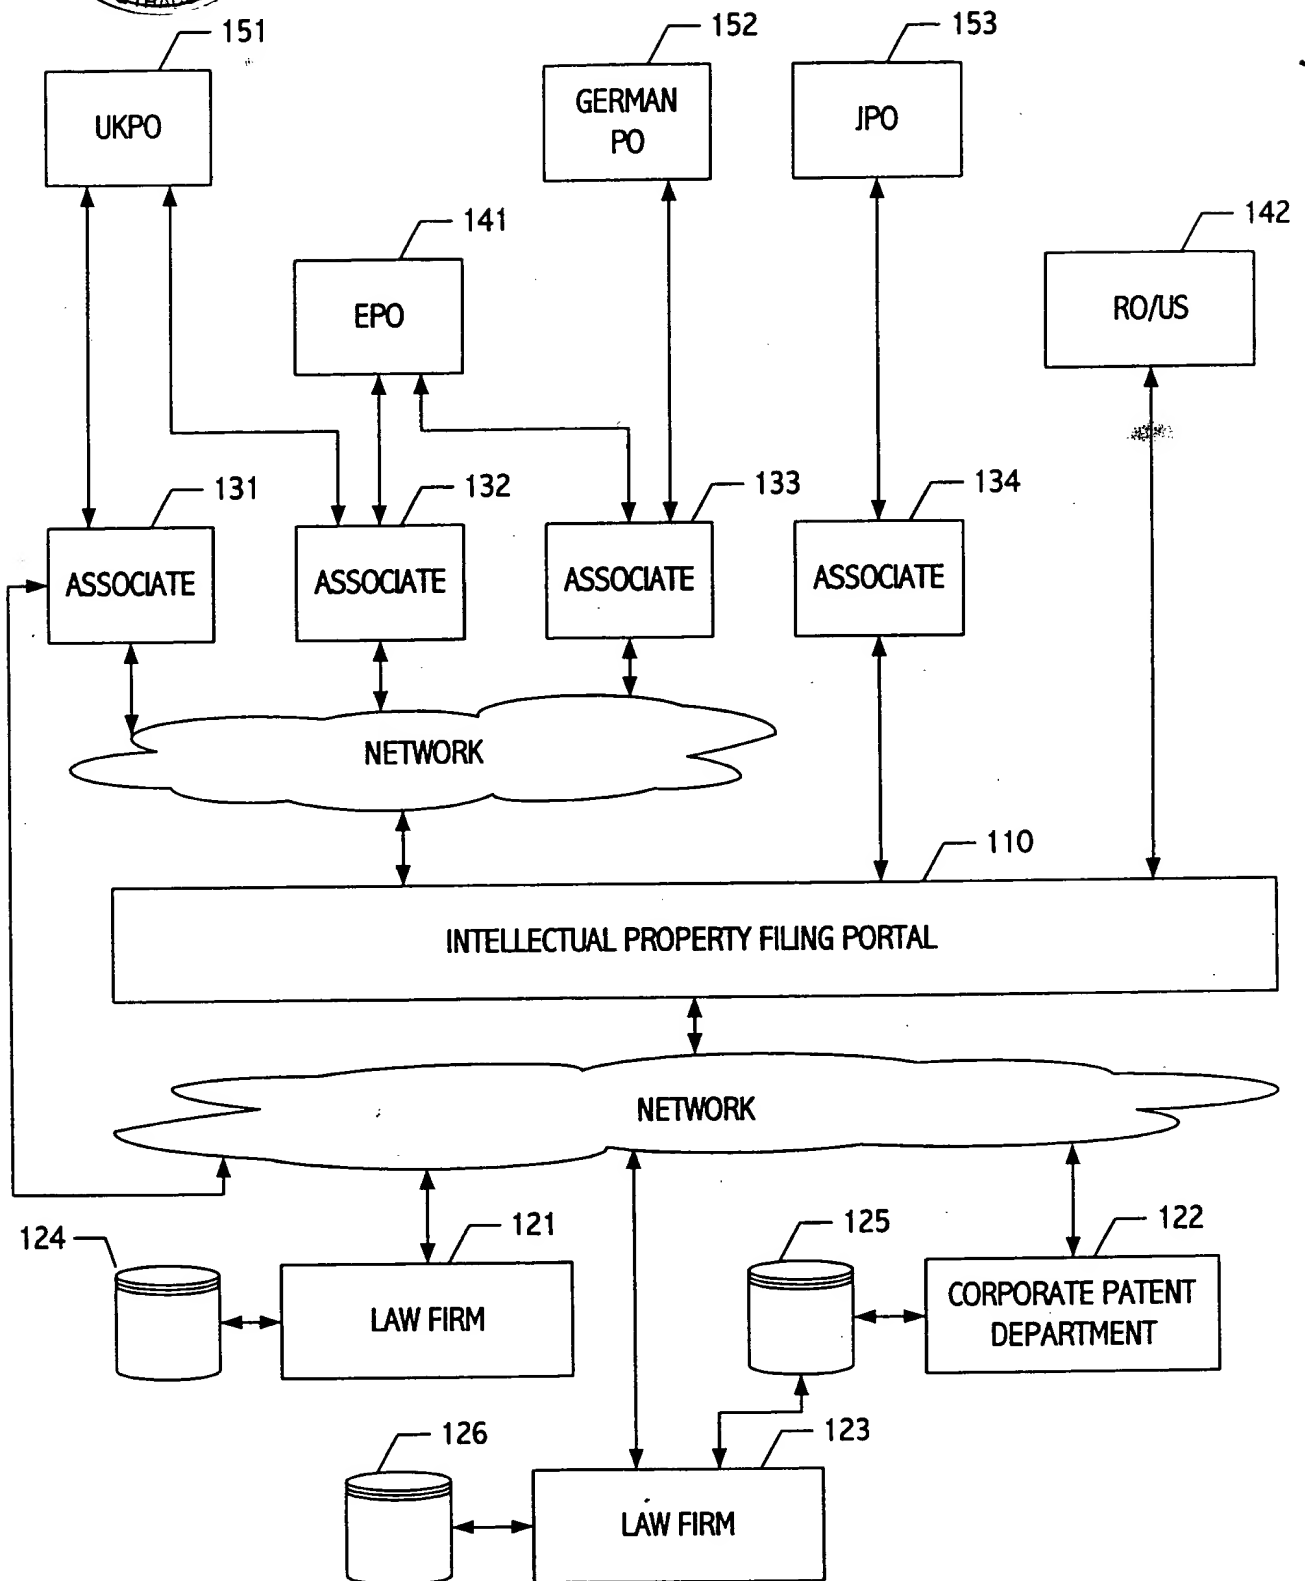 151
152
153
UKPO
GERMAN
PO
JPO
141
142
EPO
RO/US
131
132
133
134
ASSOCIATE
ASSOCIATE
ASSOCIATE
ASSOCIATE
NETWORK
110
INTELLECTUAL PROPERTY FILING PORTAL
NETWORK
124
121
125
122
LAW FIRM
CORPORATE PATENT
DEPARTMENT
126
123
LAW FIRM